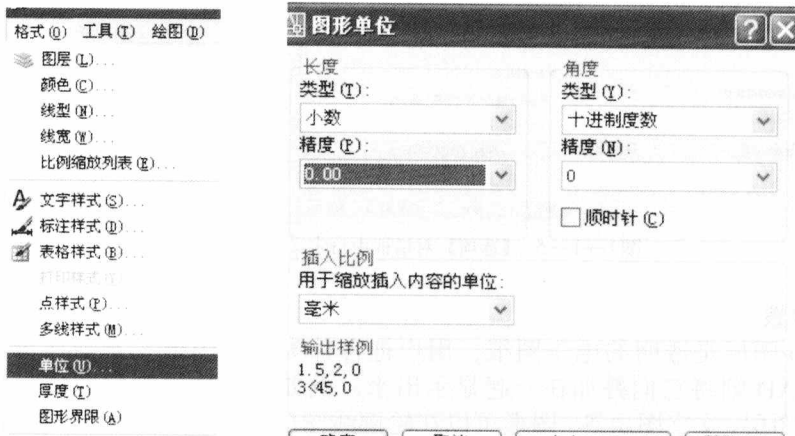 格式(O) 工具(T) 绘图(D)
图层(L)...
颜色(C)...
线型(N)...
线宽(W)...
比例缩放列表(E)...
文字样式(S)...
标注样式(D)...
表格样式(B)...
点样式(P)...
多线样式(M)...
单位(U)...
厚度(T)
图形界限(A)
图形单位
长度
类型(T):
小数
精度(P):
0.00
角度
类型(Y):
十进制度数
精度(N):
0
顺时针(C)
插入比例
用于缩放插入内容的单位:
毫米
输出样例
1.5,2,0
3<45,0